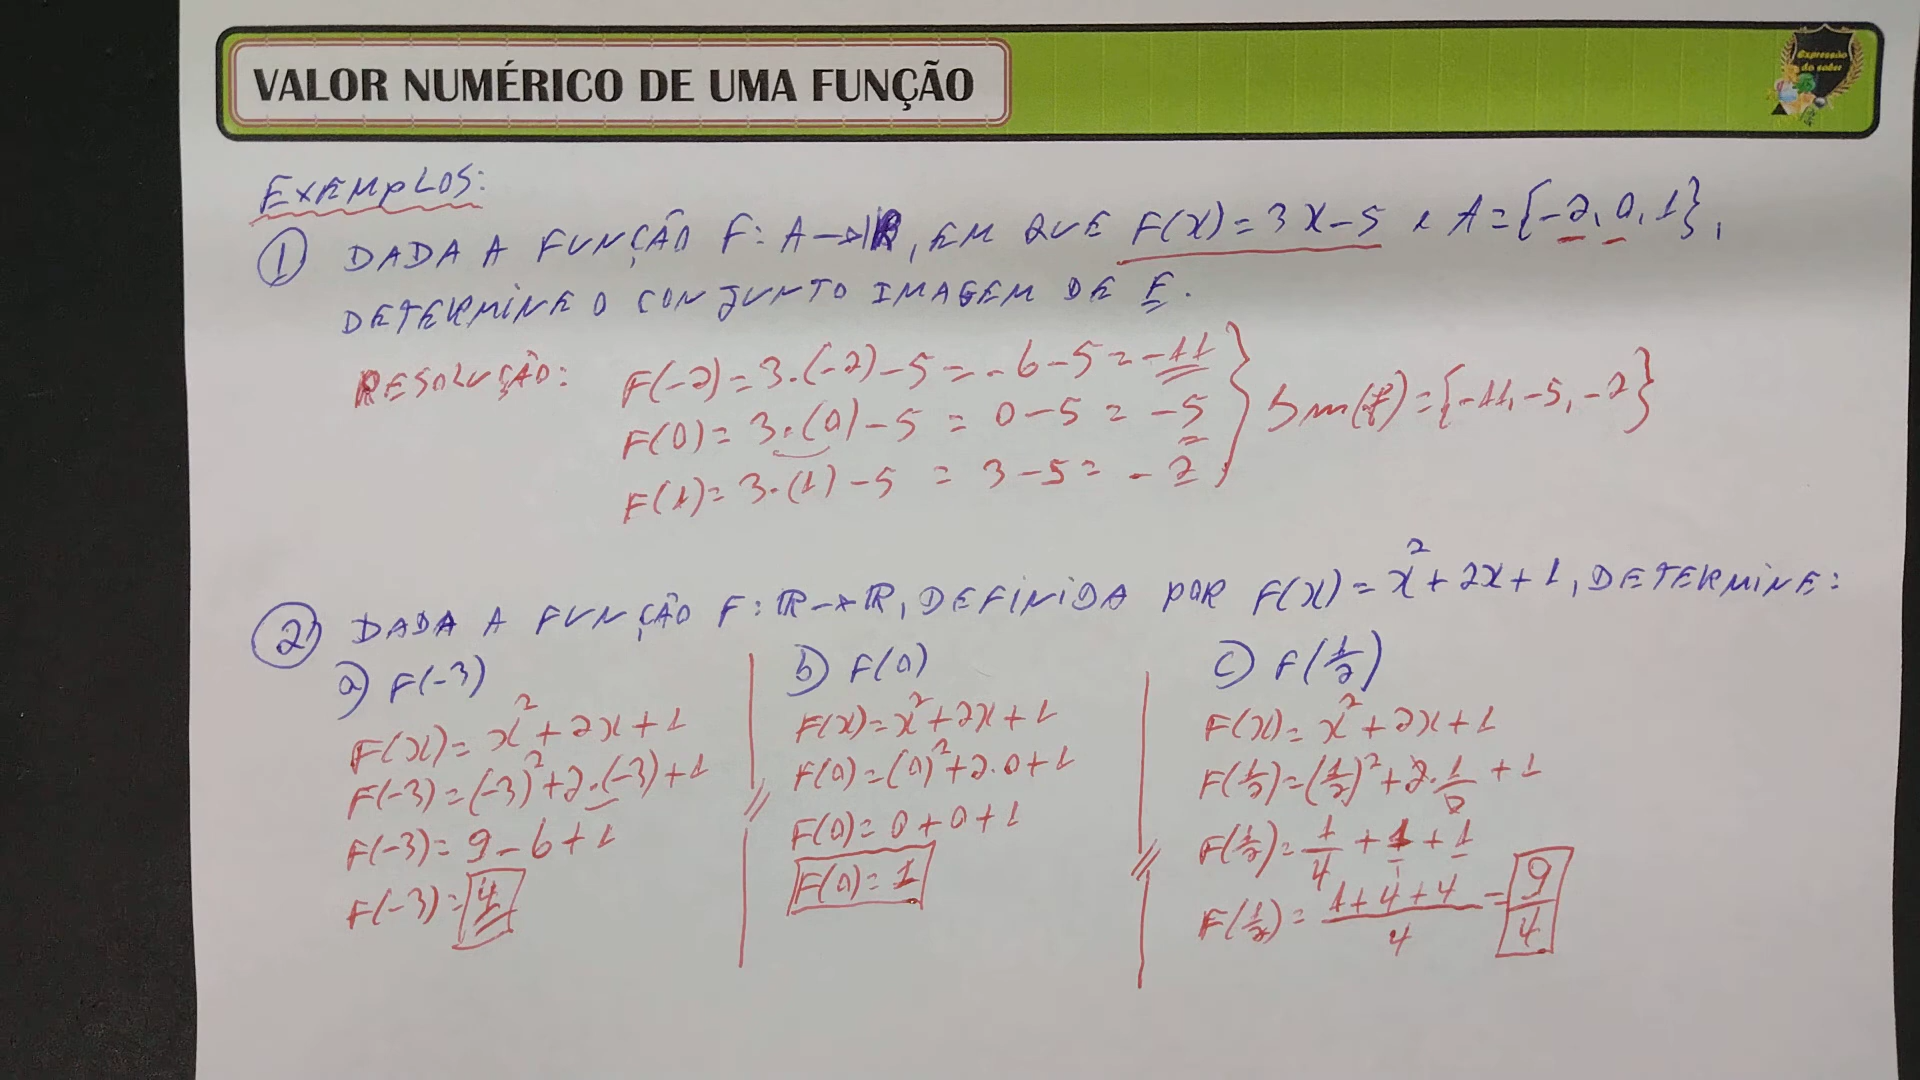 VALOR NUMÉRICO DE UMA FUNÇÃO
Expressão
do saber
EXEMPLOS:
① DADA A FUNÇÃO F: A→ℝ, EM QUE F(x) = 3x-5 e A = {-2, 0, 1},
DETERMINE O CONJUNTO IMAGEM DE F.
RESOLUÇÃO: F(-2) = 3.(-2)-5 = -6-5 = -11
F(0) = 3.(0)-5 = 0-5 = -5
F(1) = 3.(1)-5 = 3-5 = -2
Im(f) = {-11, -5, -2}
② DADA A FUNÇÃO F: ℝ→ℝ, DEFINIDA POR F(x) = x²+2x+1, DETERMINE:
a) F(-3)
F(x) = x²+2x+1
F(-3) = (-3)²+2.(-3)+1
F(-3) = 9-6+1
F(-3) = 4
b) F(0)
F(x) = x²+2x+1
F(0) = (0)²+2.0+1
F(0) = 0+0+1
F(0) = 1
c) F(1/2)
F(x) = x²+2x+1
F(1/2) = (1/2)²+2.1/2+1
F(1/2) = 1/4 + 1/1 + 1
F(1/2) = 1+4+4/4 = 9/4